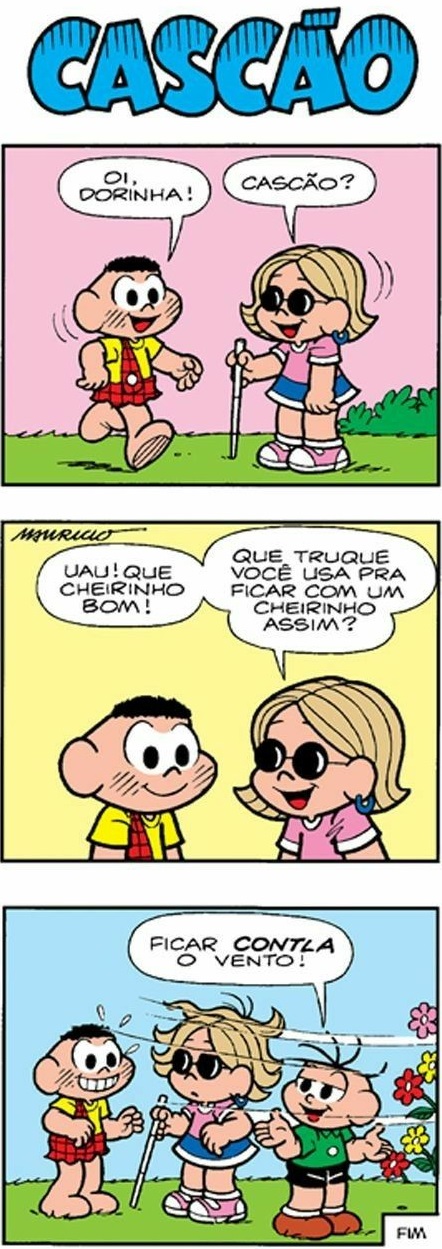 CASCÃO
OI,
DORINHA!
CASCÃO?
MAURICIO
UAU! QUE
CHEIRINHO
BOM!
QUE TRUQUE
VOCÊ USA PRA
FICAR COM UM
CHEIRINHO
ASSIM?
FICAR CONTLA
O VENTO!
FIM